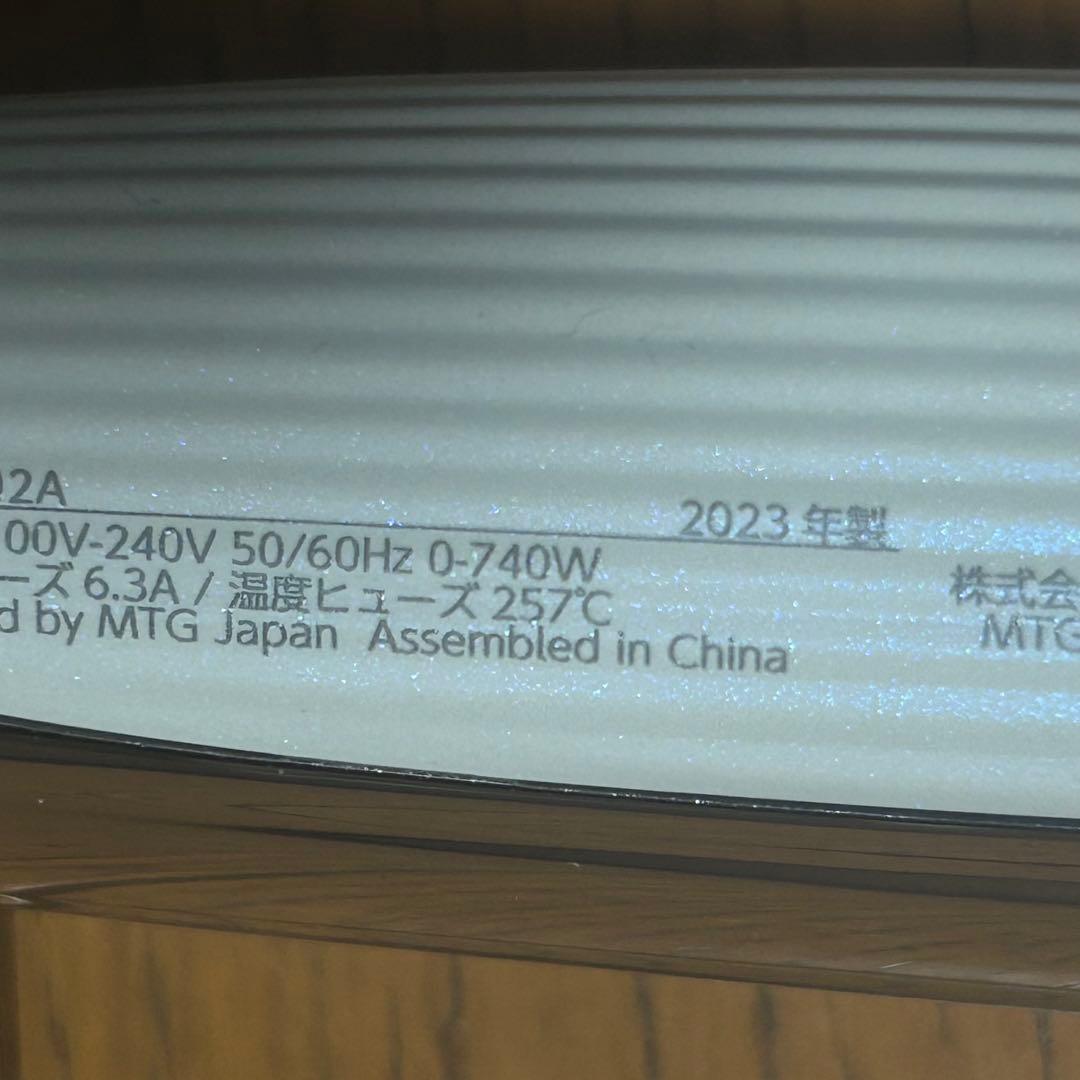 02A
2023 年製
00V-240V 50/60Hz 0-740W
ーズ 6.3A / 温度ヒューズ 257℃
d by MTG Japan Assembled in China
株式会
MTG